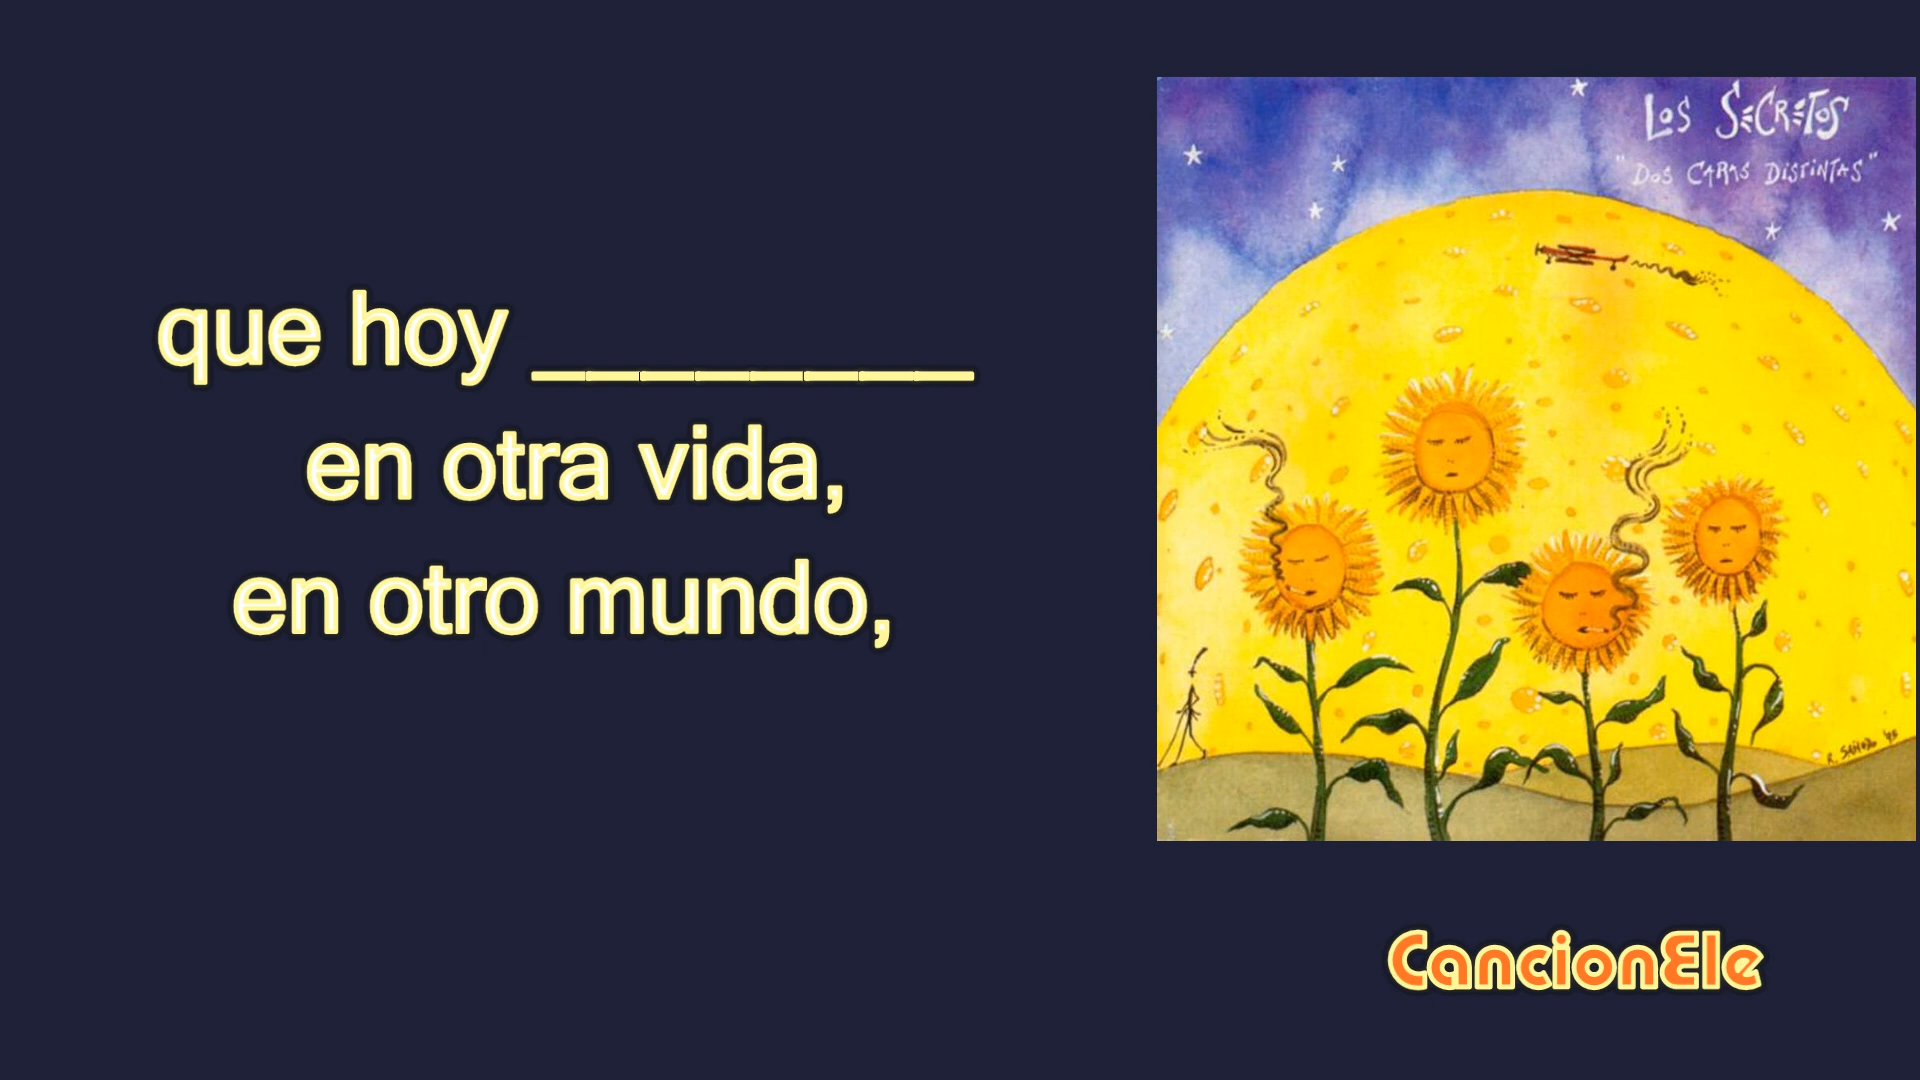 que hoy ________
en otra vida,
en otro mundo,
Los Secretos
"Dos Caras Distintas"
CancionEle